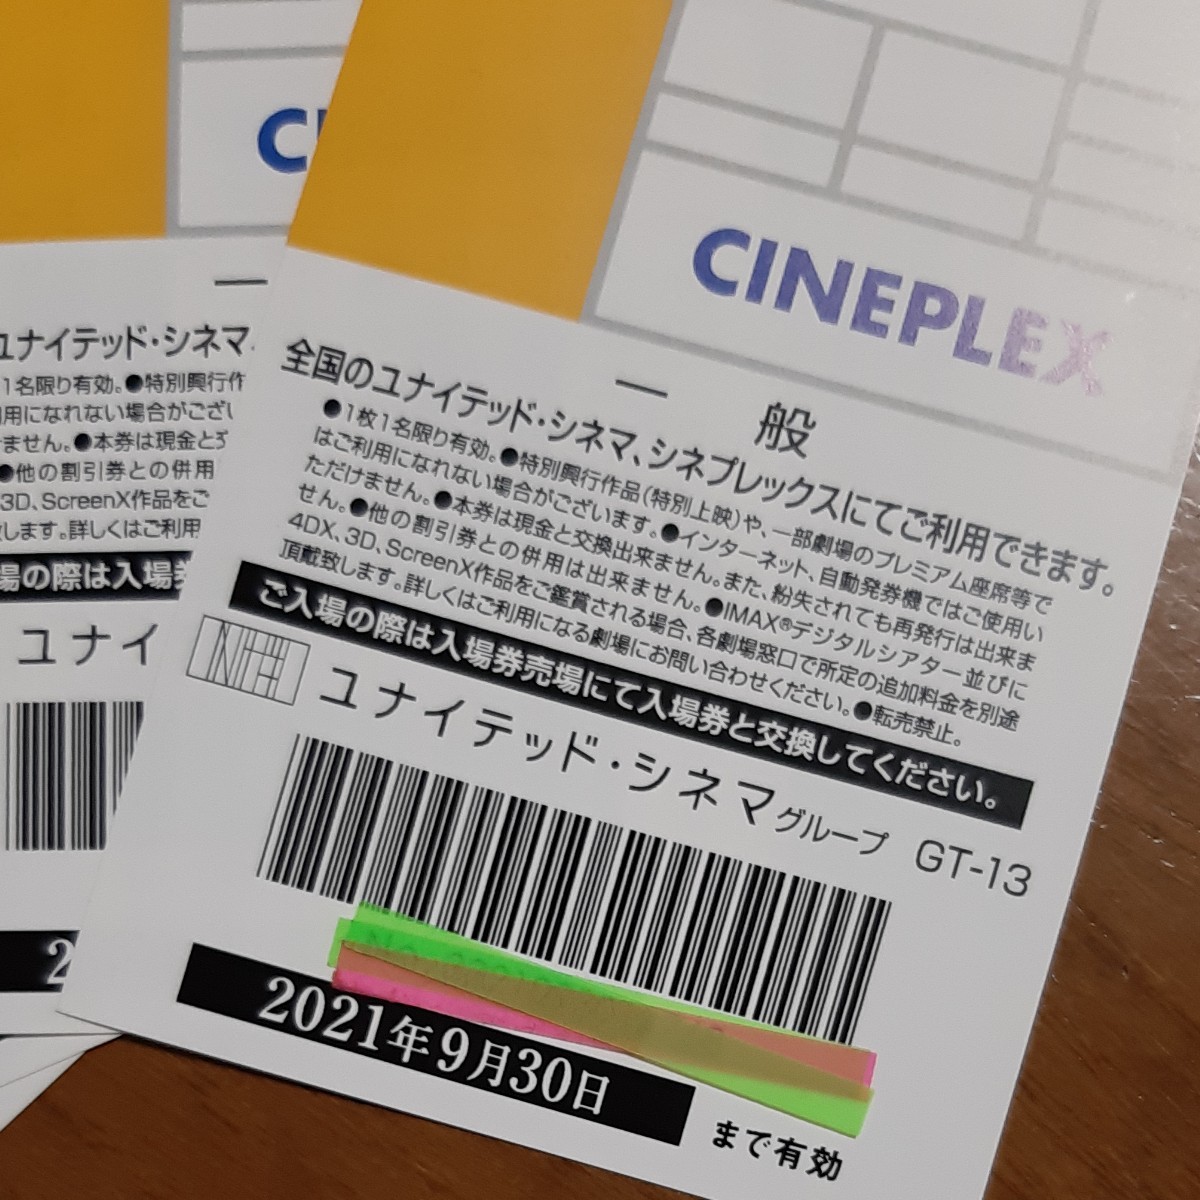 CINEPLEX
一般
全国のユナイテッド・シネマ、シネプレックスにてご利用できます。
●1枚1名限り有効。●特別興行作品(特別上映)や、一部劇場のプレミアム座席等で
はご利用になれない場合がございます。●インターネット、自動発券機ではご使用い
ただけません。●本券は現金と交換出来ません。また、紛失されても再発行は出来ま
せん。●他の割引券との併用は出来ません。●IMAX®デジタルシアター並びに
4DX、3D、ScreenX作品をご鑑賞される場合、各劇場窓口で所定の追加料金を別途
頂戴致します。詳しくはご利用になる劇場にお問い合わせください。●転売禁止。
ご入場の際は入場券売場にて入場券と交換してください。
ユナイテッド・シネマグループ GT-13
2021年9月30日
まで有効
CI
一
ユナイテッド・シネマ
1名限り有効。●特別興行作
用になれない場合がござい
ません。●本券は現金と
●他の割引券との併用
3D、ScreenX作品をご
します。詳しくはご利用
場の際は入場券
ユナイ
2